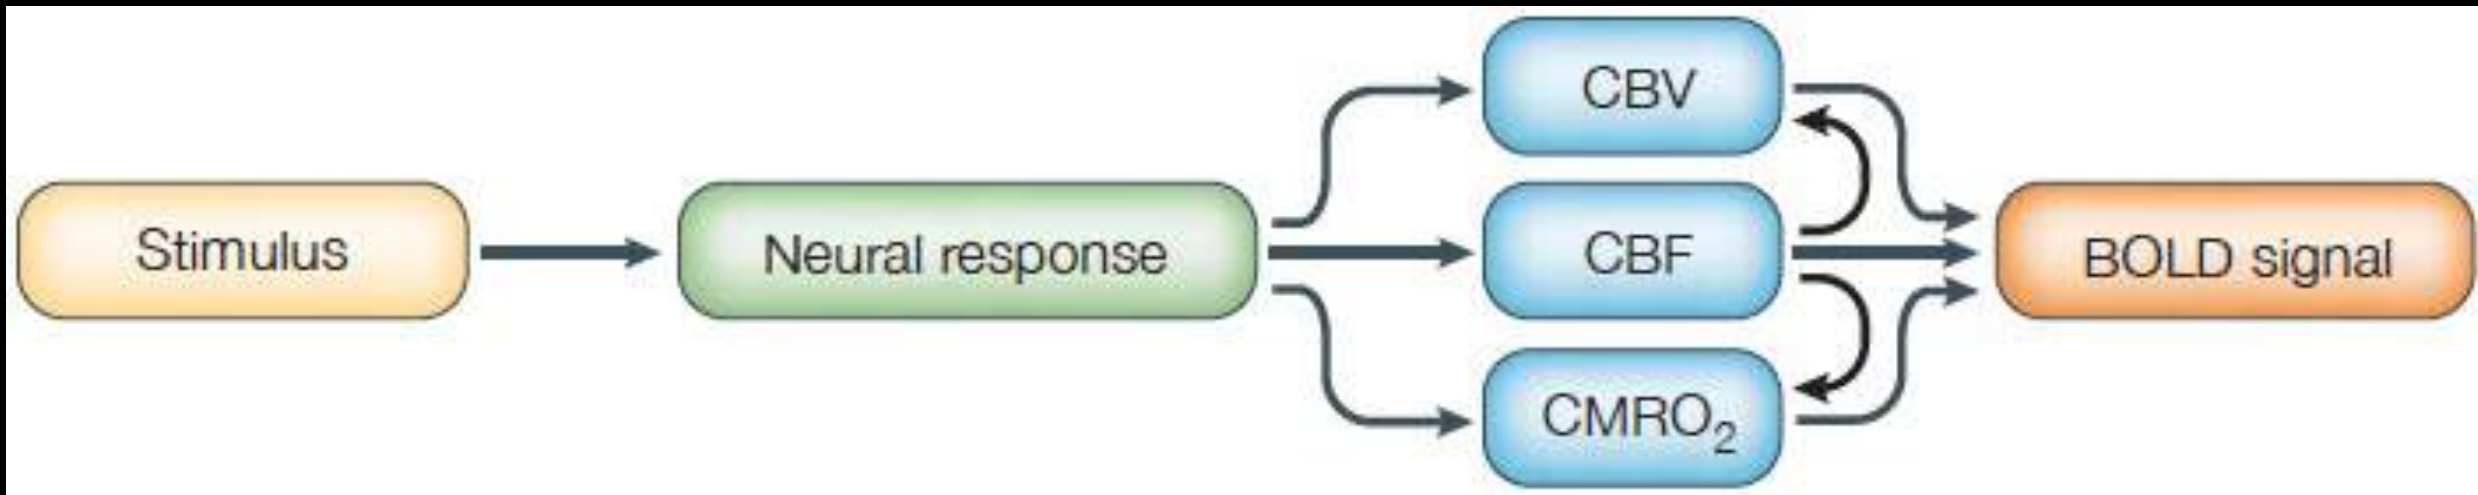 Stimulus
Neural response
CBV
CBF
CMRO₂
BOLD signal